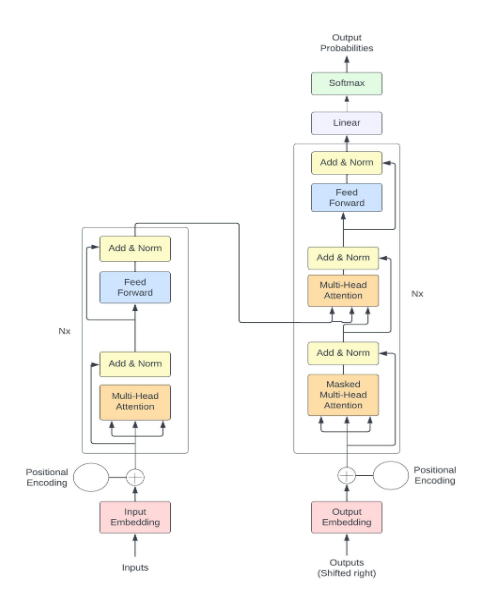 Output
Probabilities
Softmax
Linear
Add & Norm
Feed
Forward
Add & Norm
Multi-Head
Attention
Nx
Add & Norm
Masked
Multi-Head
Attention
Positional
Encoding
Output
Embedding
Outputs
(Shifted right)
Add & Norm
Feed
Forward
Nx
Add & Norm
Multi-Head
Attention
Positional
Encoding
Input
Embedding
Inputs